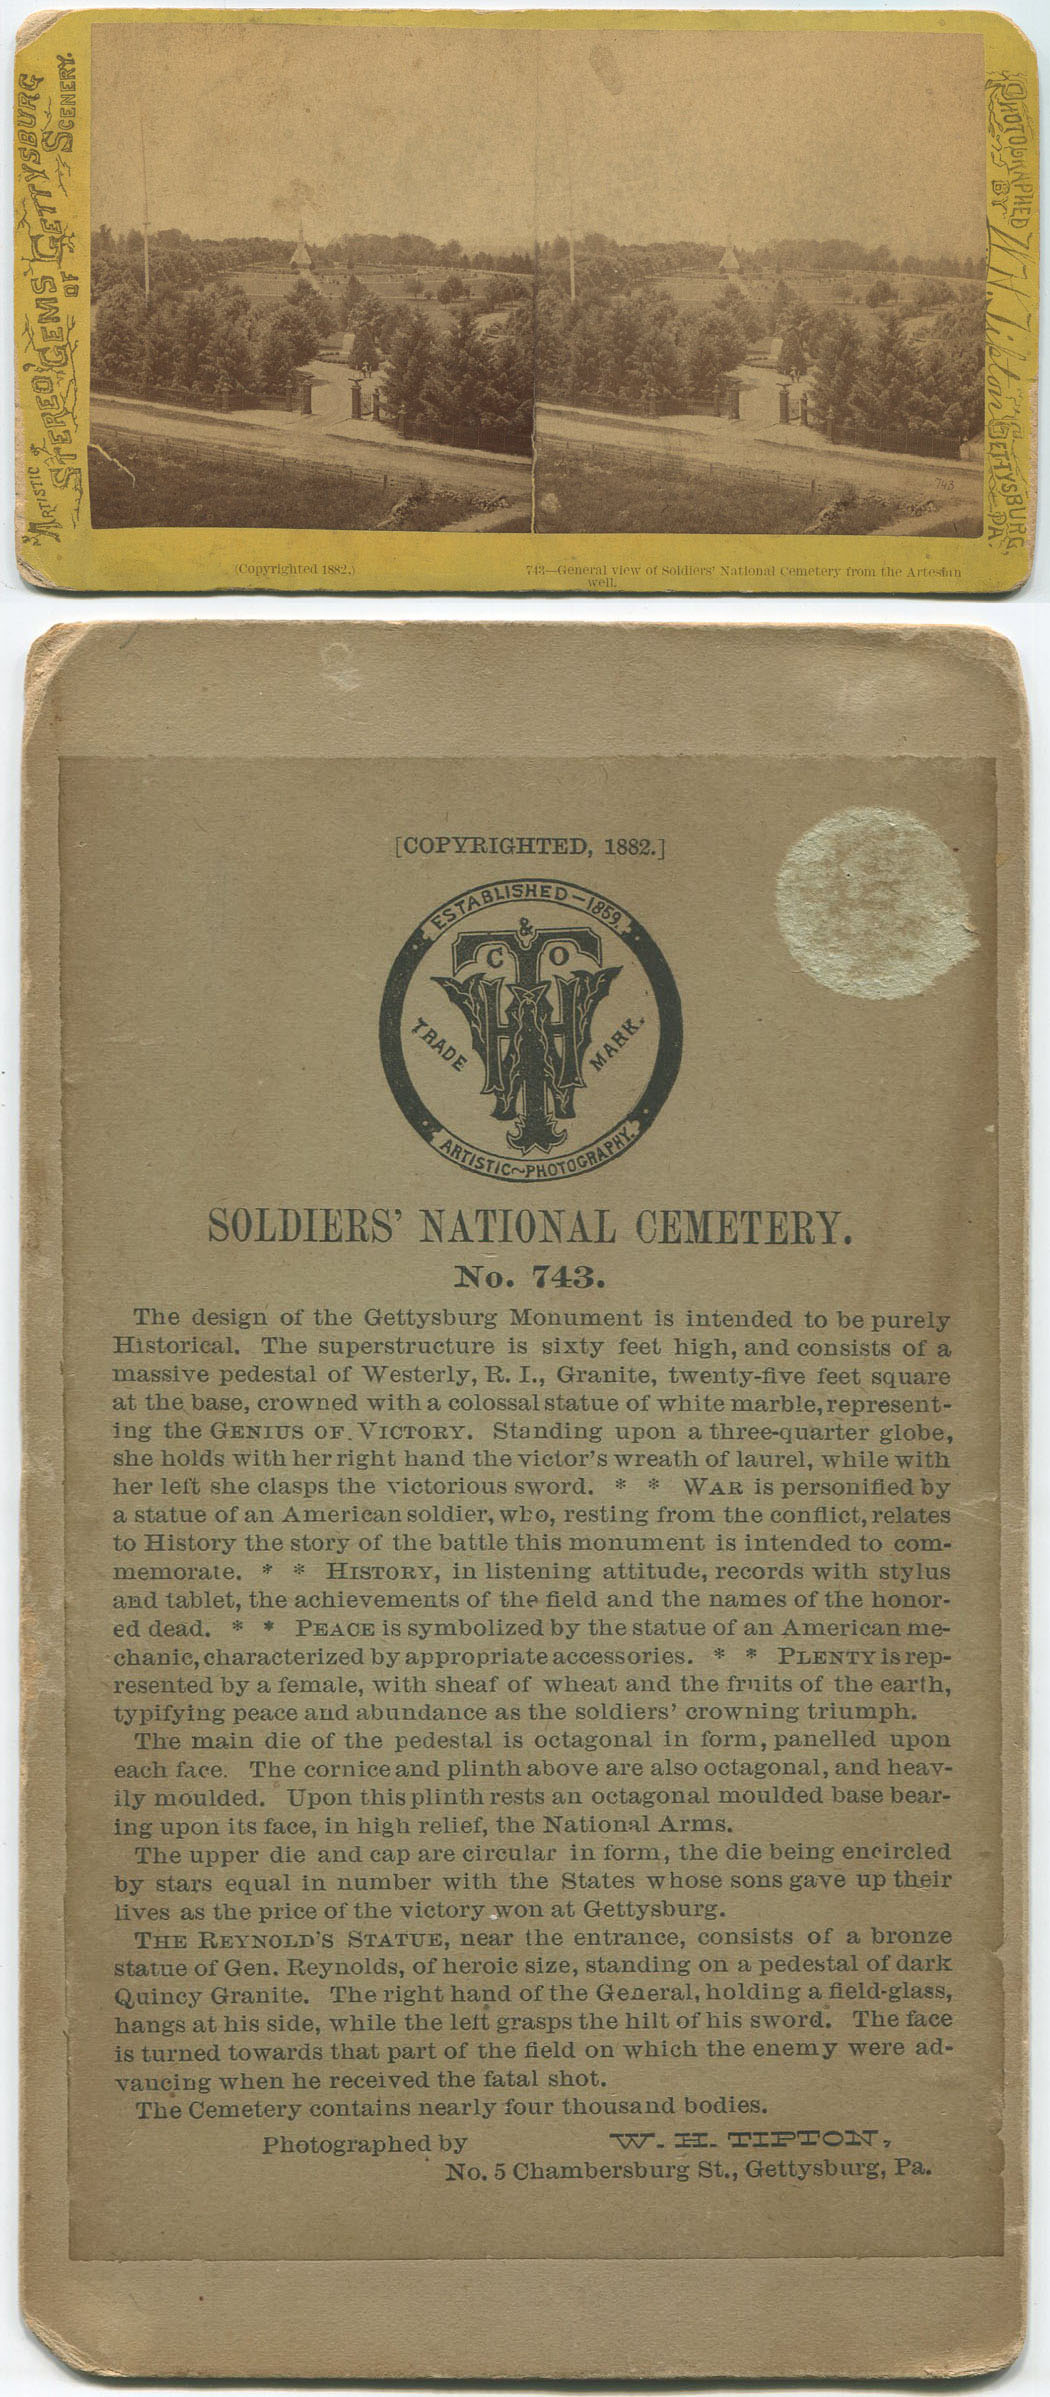 "Artistic"
Stereo' Gems
of
Gettysburg
Scenery.
Photographed
by
W. H. Tipton
Gettysburg,
PA.
743
(Copyrighted 1882.)
743—General view of Soldiers' National Cemetery from the Artesian
well.
[COPYRIGHTED, 1882.]
ESTABLISHED-1859.
& CO
WHT
TRADE MARK.
ARTISTIC~PHOTOGRAPHY.
SOLDIERS' NATIONAL CEMETERY.
No. 743.
The design of the Gettysburg Monument is intended to be purely
Historical. The superstructure is sixty feet high, and consists of a
massive pedestal of Westerly, R. I., Granite, twenty-five feet square
at the base, crowned with a colossal statue of white marble, represent-
ing the GENIUS OF VICTORY. Standing upon a three-quarter globe,
she holds with her right hand the victor's wreath of laurel, while with
her left she clasps the victorious sword. * * WAR is personified by
a statue of an American soldier, who, resting from the conflict, relates
to History the story of the battle this monument is intended to com-
memorate. * * HISTORY, in listening attitude, records with stylus
and tablet, the achievements of the field and the names of the honor-
ed dead. * * PEACE is symbolized by the statue of an American me-
chanic, characterized by appropriate accessories. * * PLENTY is rep-
resented by a female, with sheaf of wheat and the fruits of the earth,
typifying peace and abundance as the soldiers' crowning triumph.
The main die of the pedestal is octagonal in form, panelled upon
each face. The cornice and plinth above are also octagonal, and heav-
ily moulded. Upon this plinth rests an octagonal moulded base bear-
ing upon its face, in high relief, the National Arms.
The upper die and cap are circular in form, the die being encircled
by stars equal in number with the States whose sons gave up their
lives as the price of the victory won at Gettysburg.
THE REYNOLD'S STATUE, near the entrance, consists of a bronze
statue of Gen. Reynolds, of heroic size, standing on a pedestal of dark
Quincy Granite. The right hand of the General, holding a field-glass,
hangs at his side, while the left grasps the hilt of his sword. The face
is turned towards that part of the field on which the enemy were ad-
vancing when he received the fatal shot.
The Cemetery contains nearly four thousand bodies.
Photographed by W. H. TIPTON,
No. 5 Chambersburg St., Gettysburg, Pa.